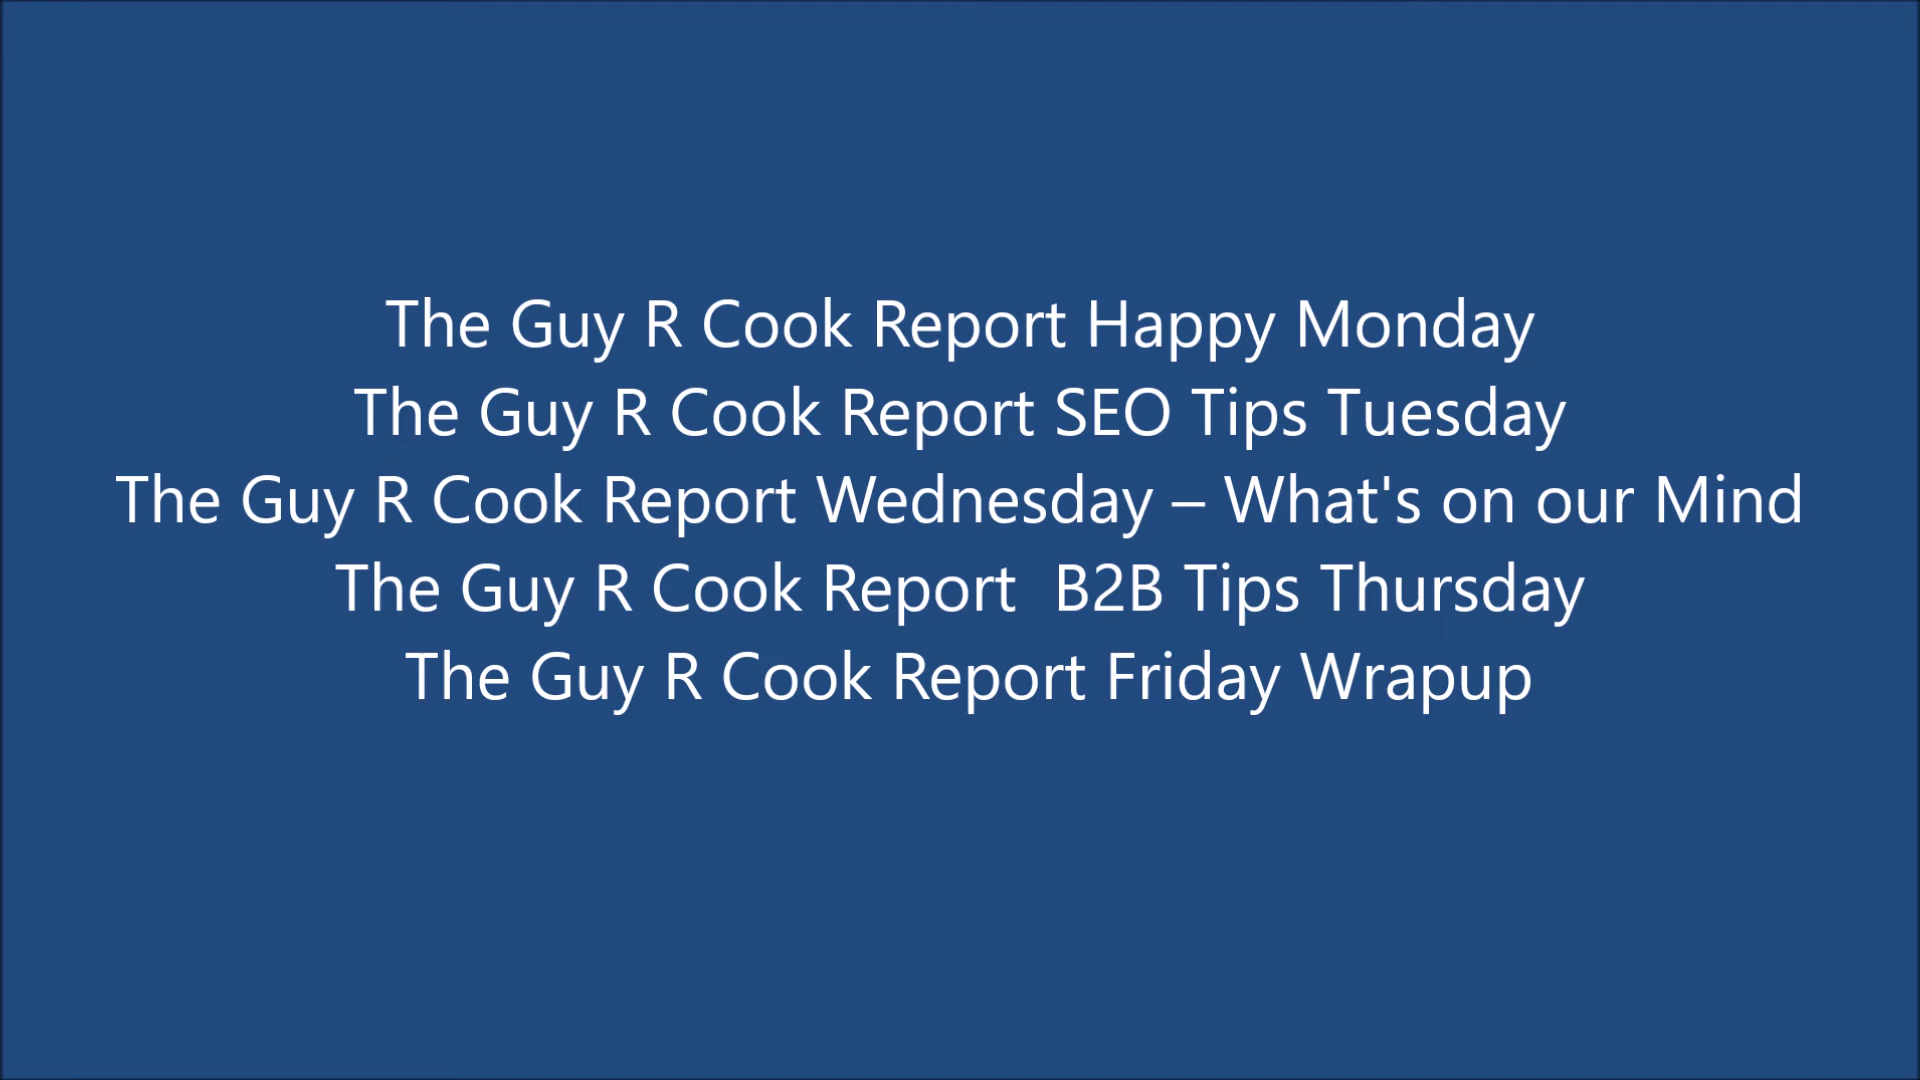 The Guy R Cook Report Happy Monday
The Guy R Cook Report SEO Tips Tuesday
The Guy R Cook Report Wednesday – What's on our Mind
The Guy R Cook Report  B2B Tips Thursday
The Guy R Cook Report Friday Wrapup